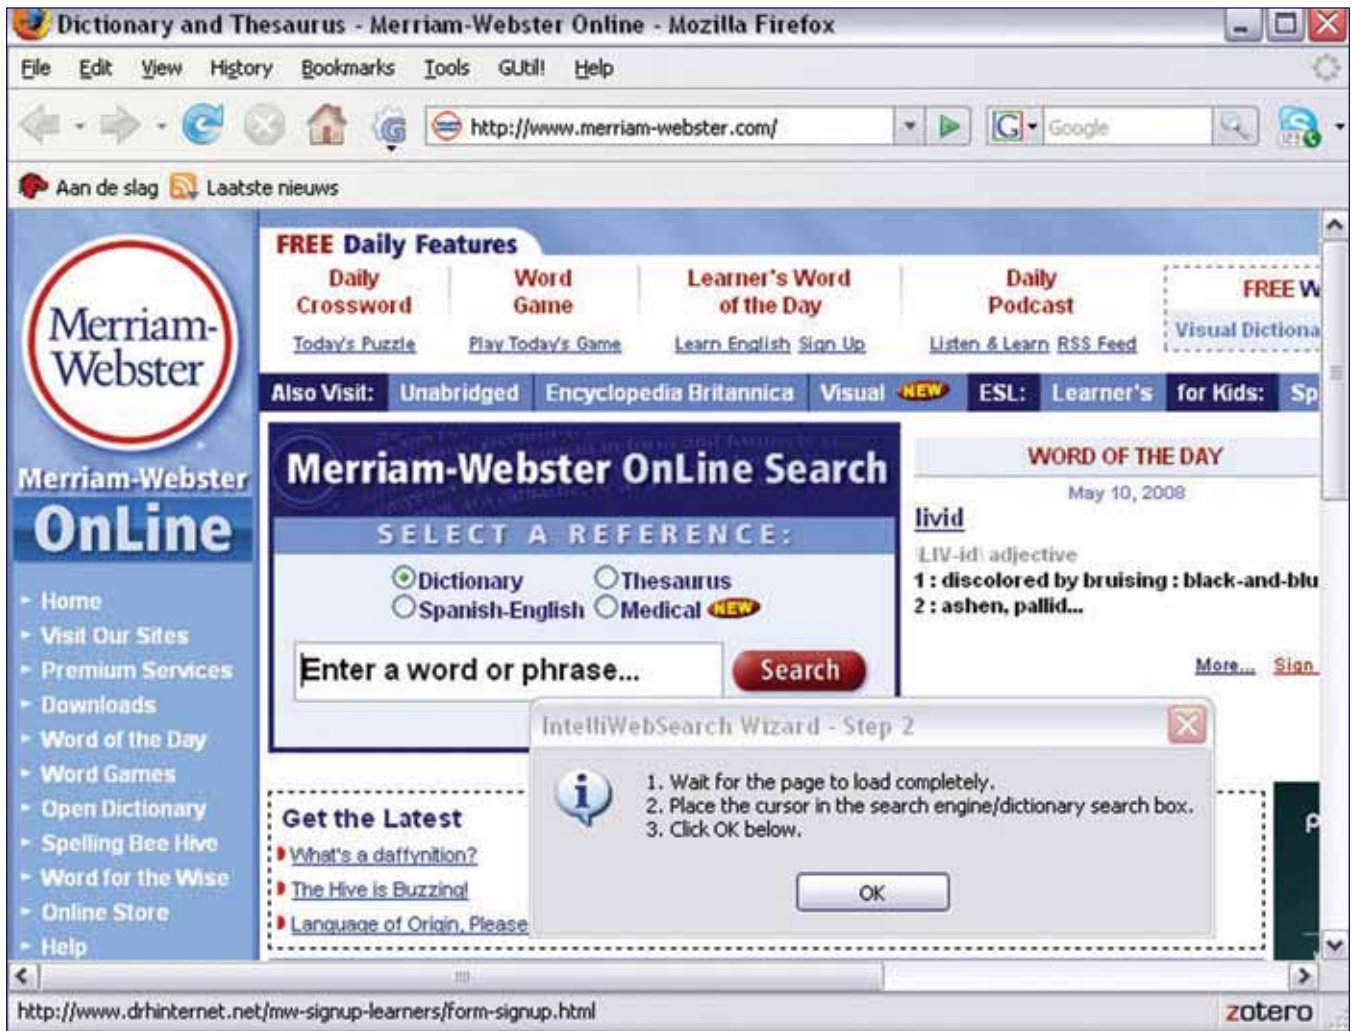 Dictionary and Thesaurus - Merriam-Webster Online - Mozilla Firefox
File Edit View History Bookmarks Tools GUtil! Help
http://www.merriam-webster.com/ G Google
Aan de slag Laatste nieuws
FREE Daily Features
Daily Crossword
Today's Puzzle
Word Game
Play Today's Game
Learner's Word of the Day
Learn English Sign Up
Daily Podcast
Listen & Learn RSS Feed
FREE W
Visual Dictiona
Also Visit: Unabridged Encyclopedia Britannica Visual NEW ESL: Learner's for Kids: Sp
Merriam-
Webster
Merriam-Webster
OnLine
Home
Visit Our Sites
Premium Services
Downloads
Word of the Day
Word Games
Open Dictionary
Spelling Bee Hive
Word for the Wise
Online Store
Help
Merriam-Webster OnLine Search
SELECT A REFERENCE:
Dictionary Thesaurus
Spanish-English Medical NEW
Enter a word or phrase... Search
WORD OF THE DAY
May 10, 2008
livid
\LIV-id\ adjective
1 : discolored by bruising : black-and-blu
2 : ashen, pallid...
More... Sign
IntelliWebSearch Wizard - Step 2
1. Wait for the page to load completely.
2. Place the cursor in the search engine/dictionary search box.
3. Click OK below.
OK
Get the Latest
What's a daffynition?
The Hive is Buzzing!
Language of Origin, Please
http://www.drhinternet.net/mw-signup-learners/form-signup.html zotero